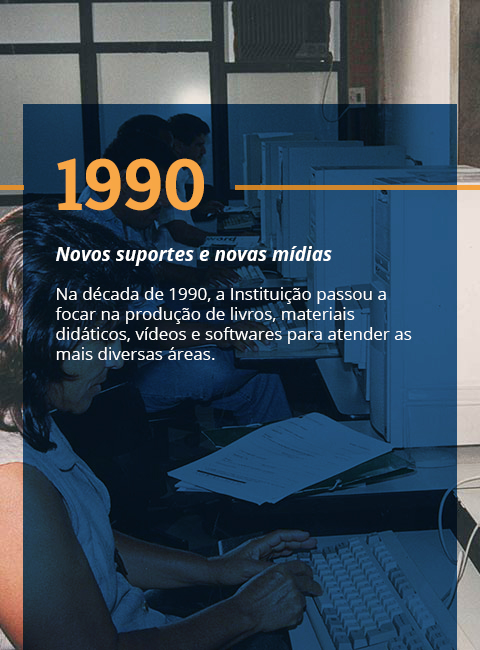 1990
Novos suportes e novas mídias
Na década de 1990, a Instituição passou a
focar na produção de livros, materiais
didáticos, vídeos e softwares para atender as
mais diversas áreas.